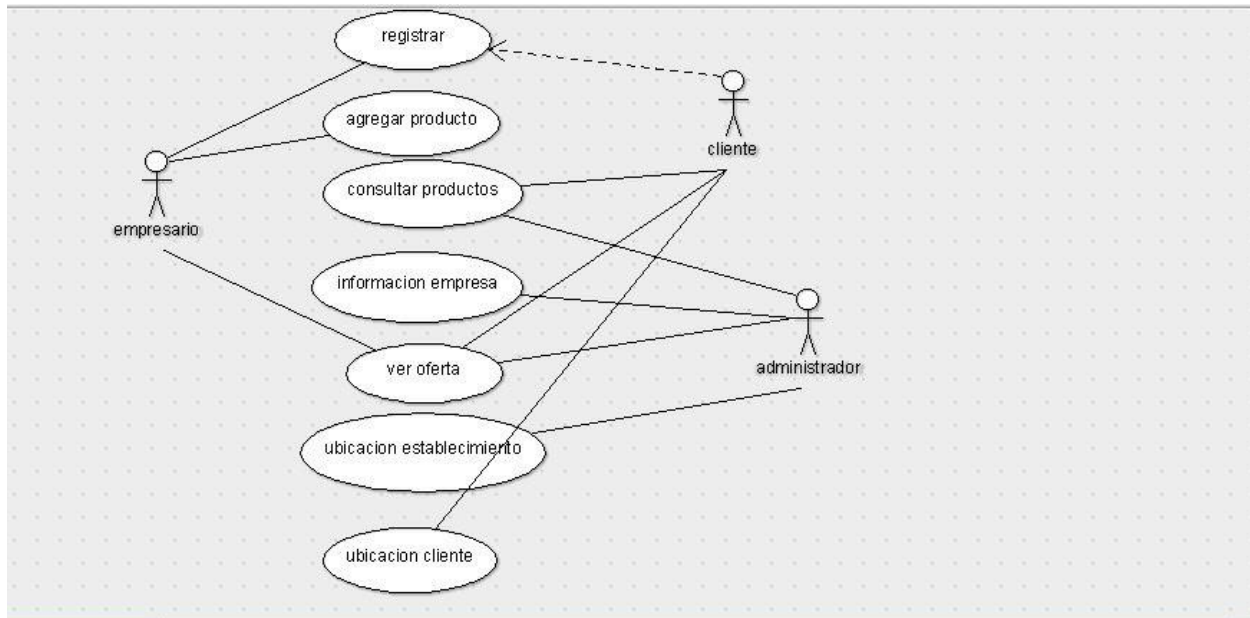 registrar
agregar producto
cliente
consultar productos
empresario
informacion empresa
ver oferta
administrador
ubicacion establecimiento
ubicacion cliente